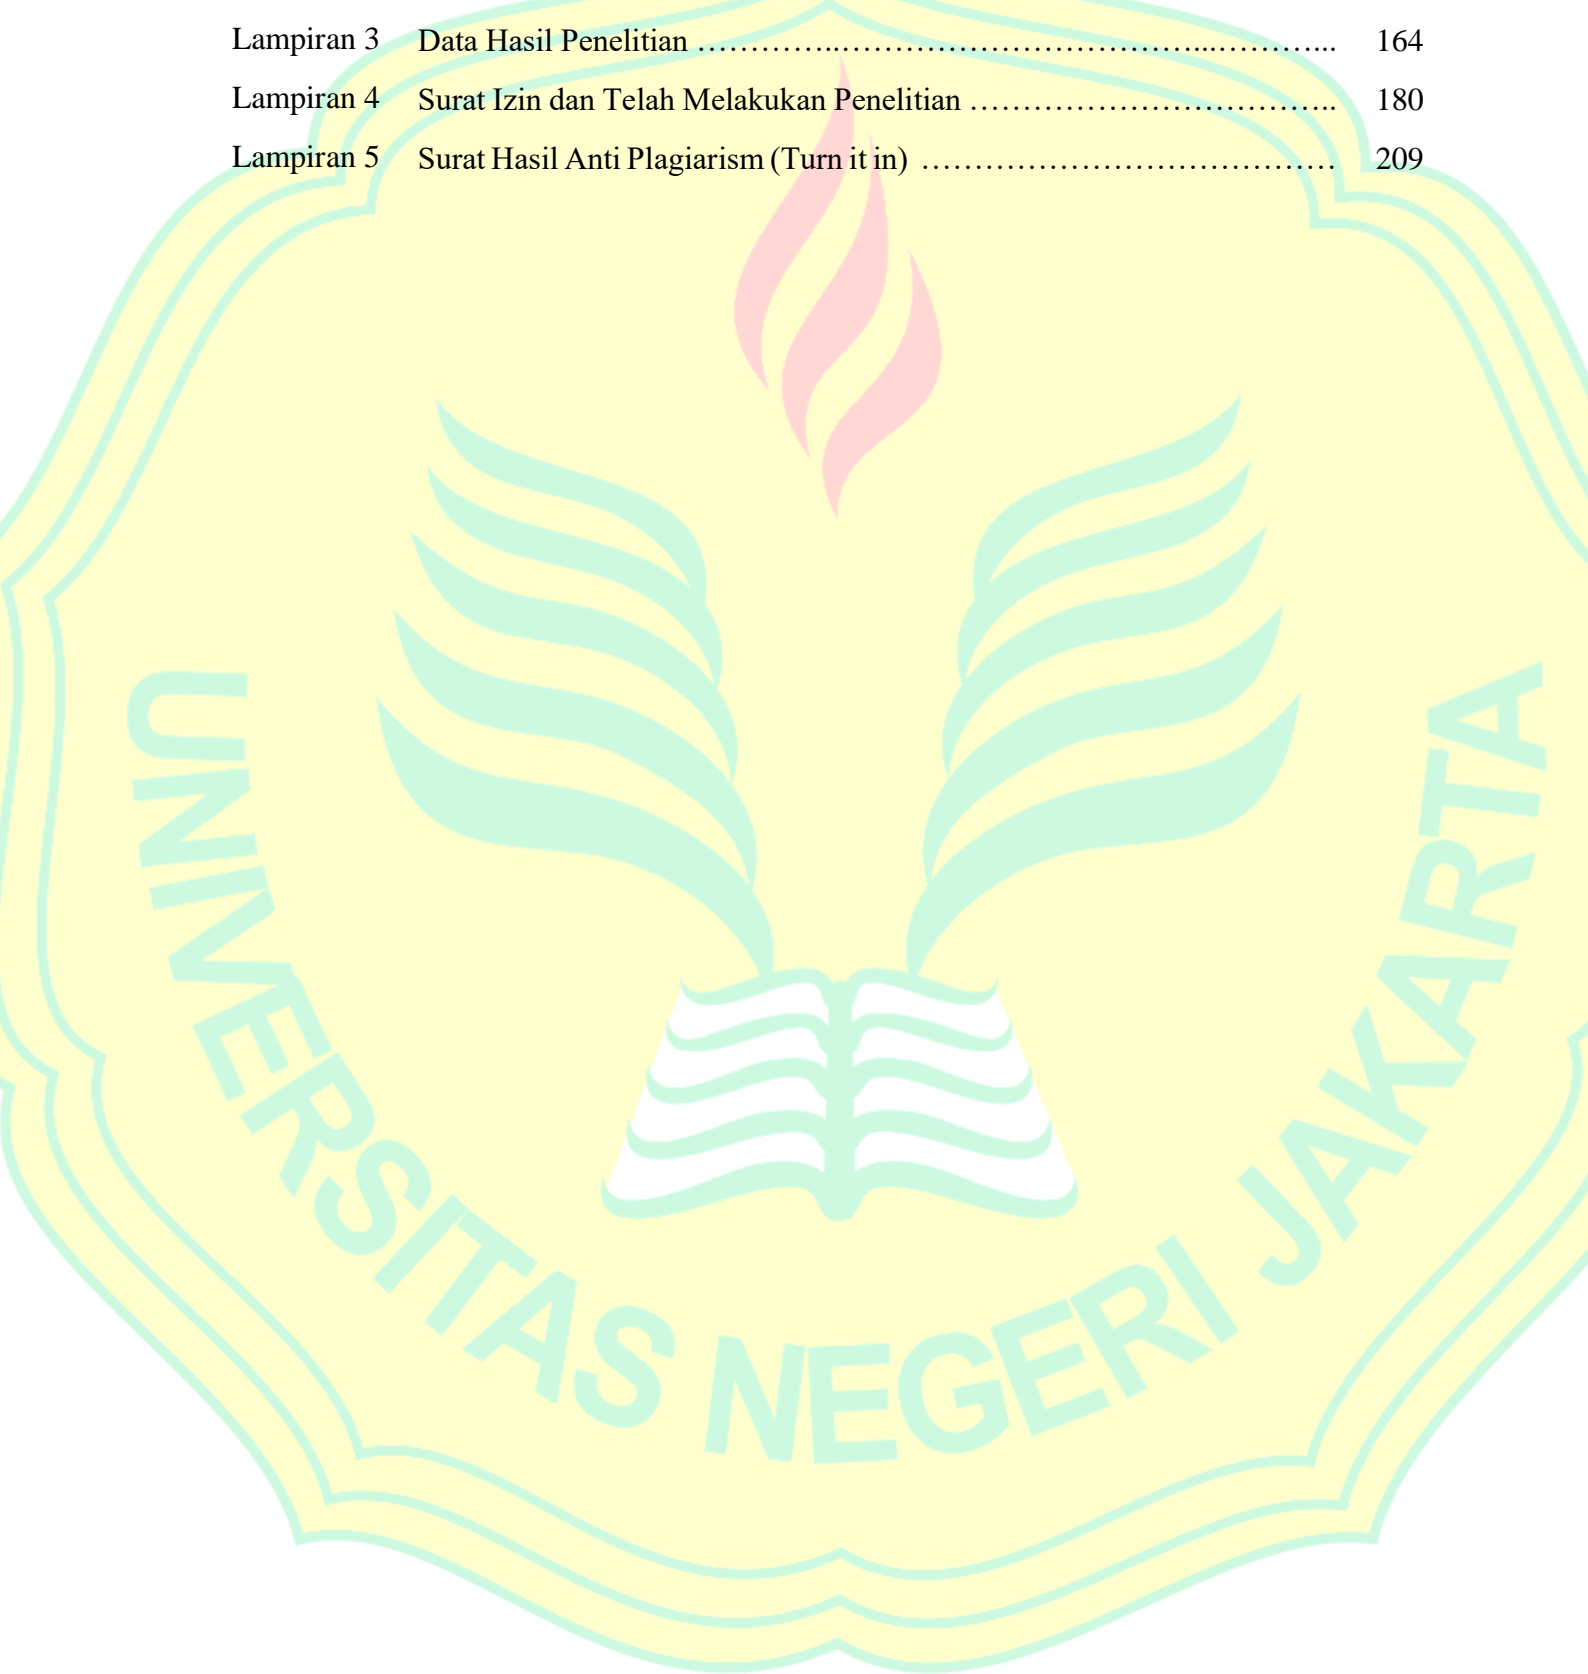 Lampiran 3 Data Hasil Penelitian …………..……………………………...………... 164
Lampiran 4 Surat Izin dan Telah Melakukan Penelitian …………………………….. 180
Lampiran 5 Surat Hasil Anti Plagiarism (Turn it in) ………………………………… 209
UNIVERSITAS NEGERI JAKARTA